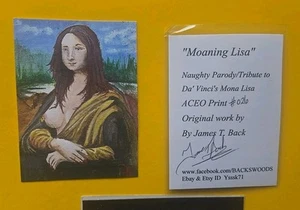 "Moaning Lisa"
Naughty Parody/Tribute to
Da' Vinci's Mona Lisa
ACEO Print
Original work by
By James T. Back
www.facebook.com/BACKSWOODS
Ebay & Etsy ID Yssok71